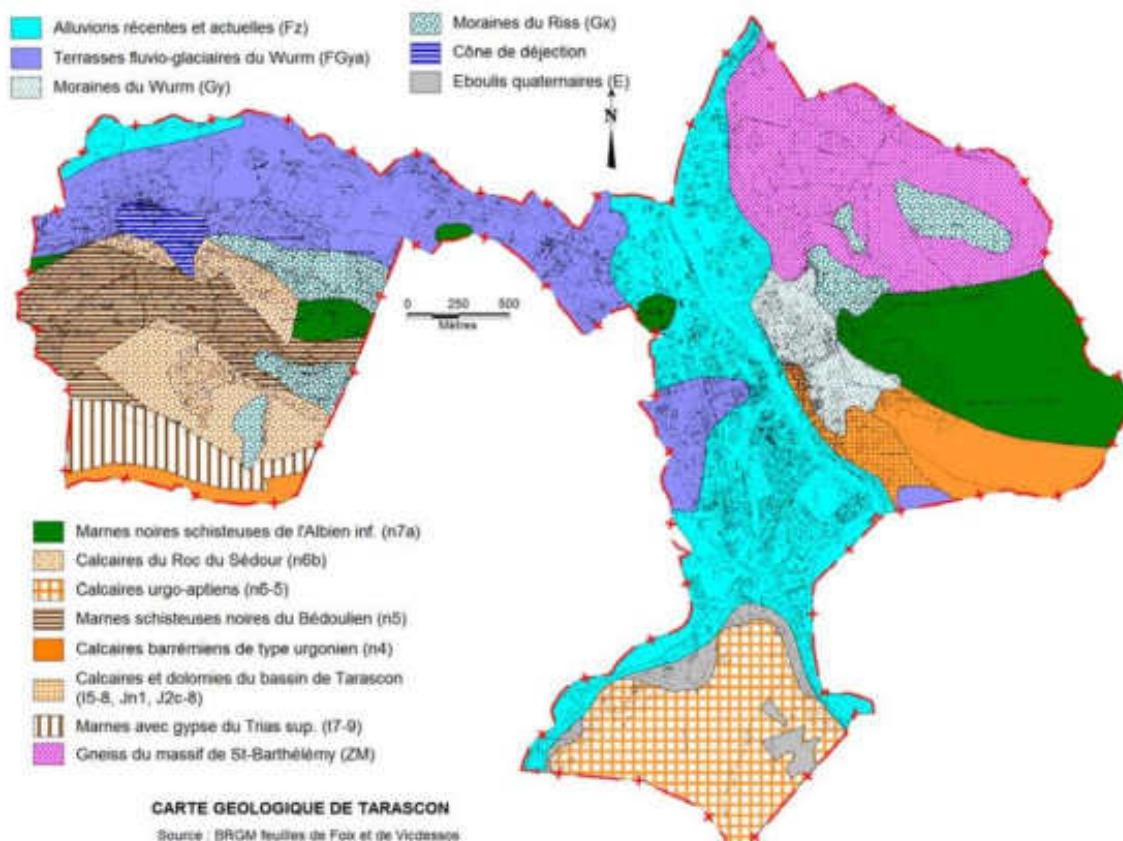 Alluvions récentes et actuelles (Fz)
Terrasses fluvio-glaciaires du Wurm (FGya)
Moraines du Wurm (Gy)
Moraines du Riss (Gx)
Cône de déjection
Eboulis quaternaires (E)
N
0 250 500
Mètres
Marnes noires schisteuses de l'Albien inf. (n7a)
Calcaires du Roc du Sédour (n6b)
Calcaires urgo-aptiens (n6-5)
Marnes schisteuses noires du Bédoulien (n5)
Calcaires barrémiens de type urgonien (n4)
Calcaires et dolomies du bassin de Tarascon
(I5-8, Jn1, J2c-8)
Marnes avec gypse du Trias sup. (t7-9)
Gneiss du massif de St-Barthélémy (ZM)
CARTE GEOLOGIQUE DE TARASCON
Source : BRGM feuilles de Foix et de Vicdessos